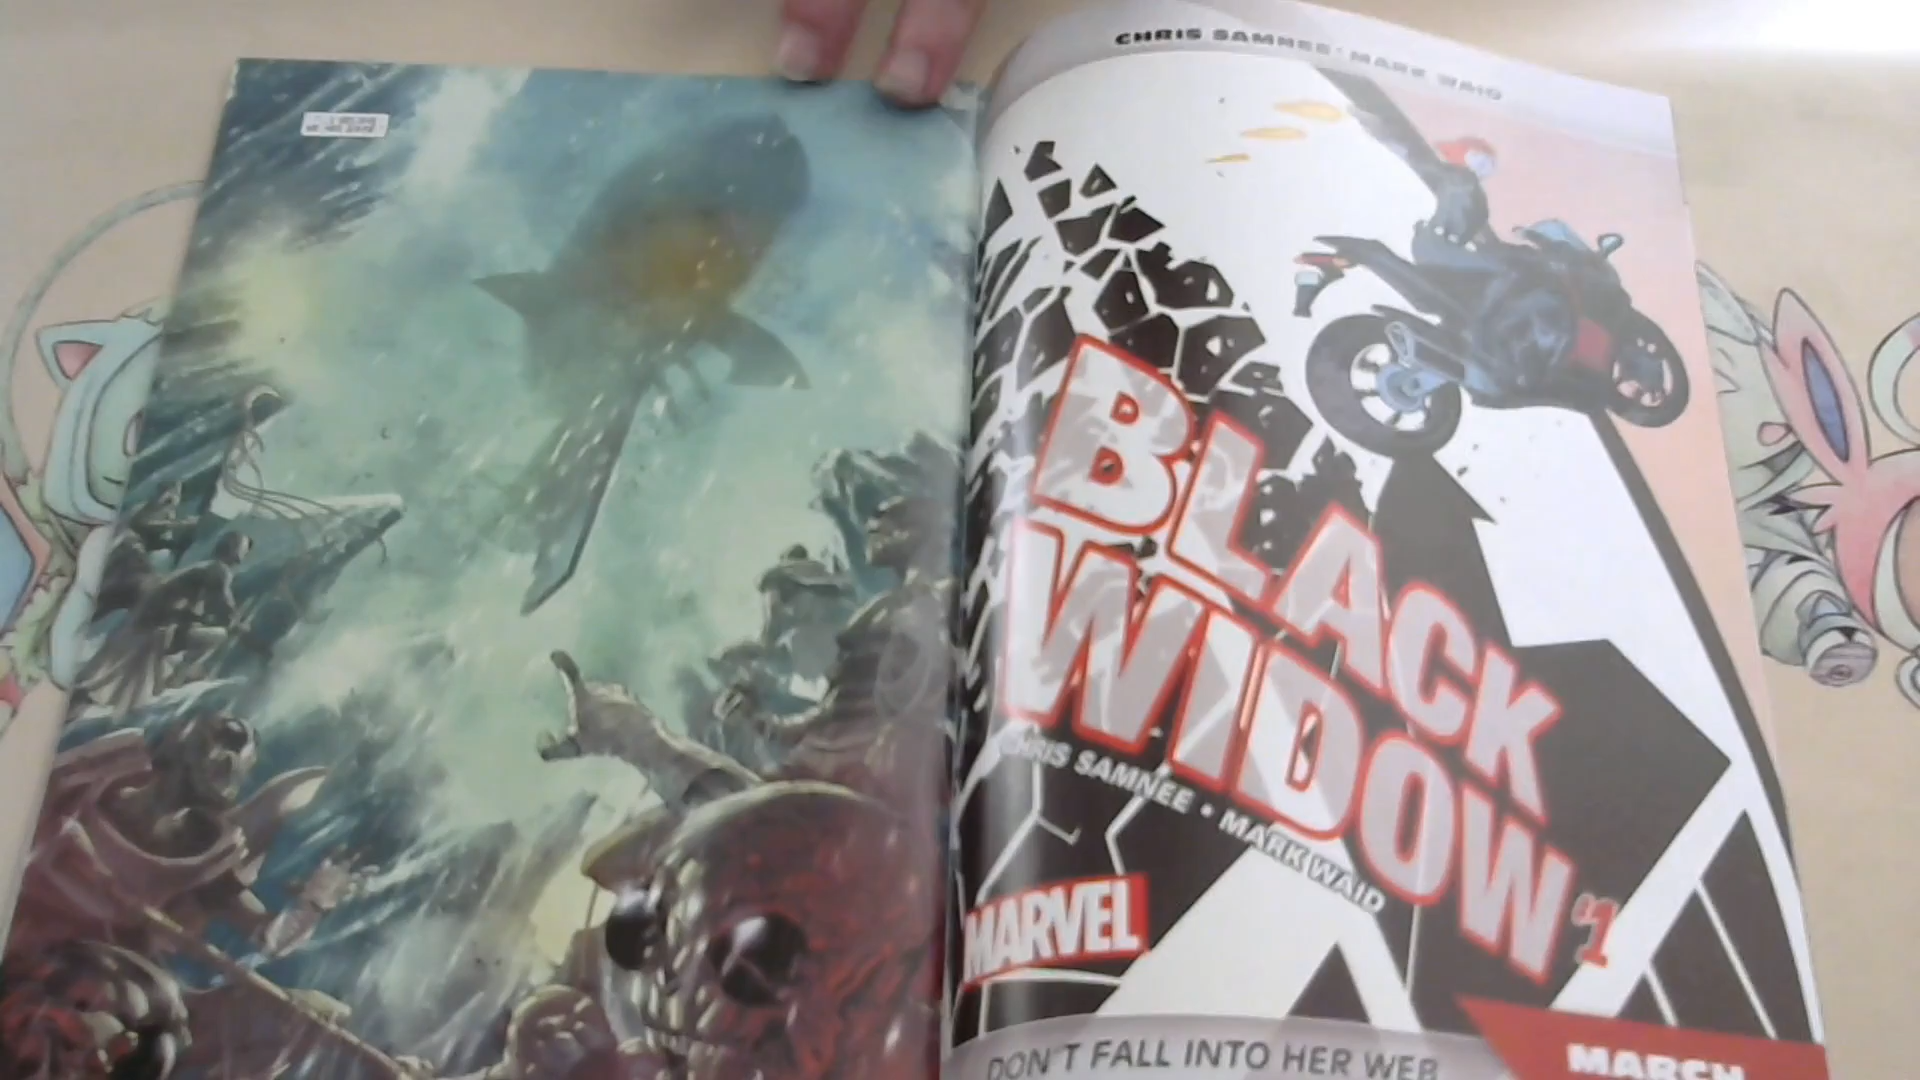 CHRIS SAMNEE • MARK WAID
BLACK
WIDOW
#1
CHRIS SAMNEE • MARK WAID
MARVEL
DON'T FALL INTO HER WEB
MARCH